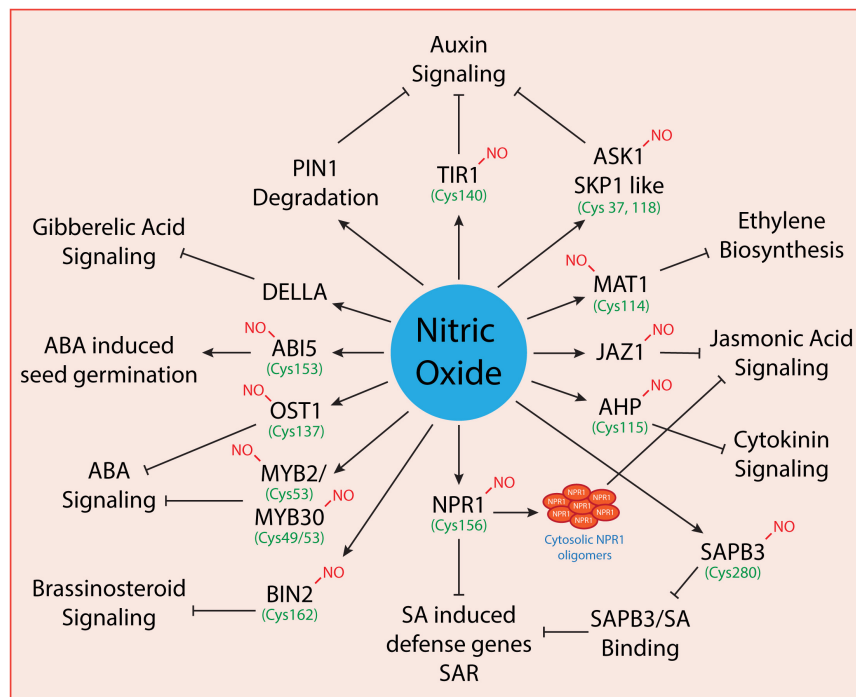 Auxin
Signaling
PIN1
Degradation
NO
TIR1
(Cys140)
NO
ASK1
SKP1 like
(Cys 37, 118)
Gibberelic Acid
Signaling
DELLA
Ethylene
Biosynthesis
NO
MAT1
(Cys114)
Nitric
Oxide
NO
ABI5
(Cys153)
ABA induced
seed germination
NO
JAZ1
Jasmonic Acid
Signaling
NO
OST1
(Cys137)
NO
AHP
(Cys115)
Cytokinin
Signaling
ABA
Signaling
NO
MYB2/
(Cys53)
NO
MYB30
(Cys49/53)
NO
NPR1
(Cys156)
NPR1
NPR1
NPR1
NPR1
NPR1
NPR1
NPR1
Cytosolic NPR1
oligomers
NO
SAPB3
(Cys280)
Brassinosteroid
Signaling
NO
BIN2
(Cys162)
SA induced
defense genes
SAR
SAPB3/SA
Binding